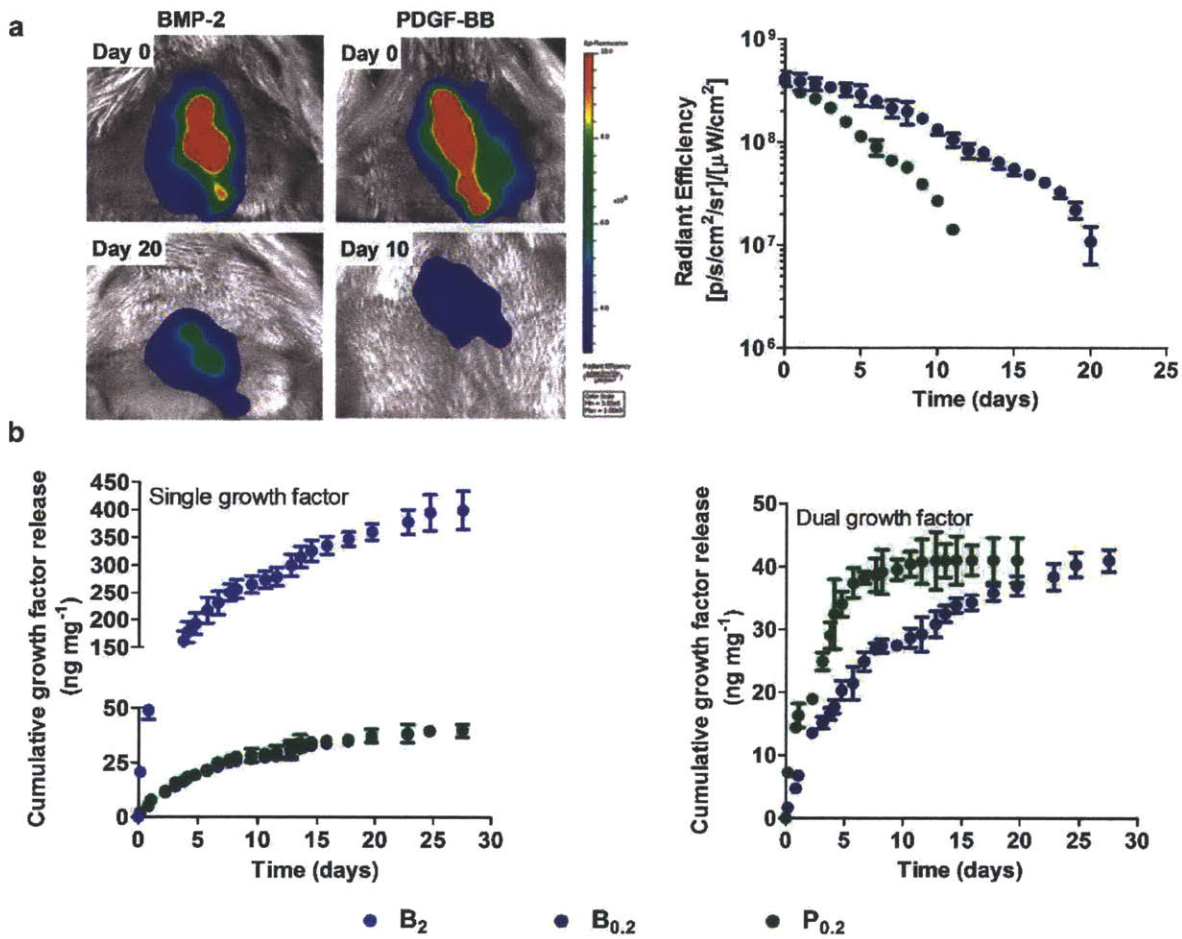 a
BMP-2
PDGF-BB
Day 0
Day 0
Day 20
Day 10
Radiant Efficiency
[p/s/cm²/sr]/[µW/cm²]
10⁹
10⁸
10⁷
10⁶
0 5 10 15 20 25
Time (days)
b
Cumulative growth factor release
(ng mg⁻¹)
Single growth factor
450
400
350
300
250
200
150
50
25
0
0 5 10 15 20 25 30
Time (days)
Cumulative growth factor release
(ng mg⁻¹)
Dual growth factor
50
40
30
20
10
0
0 5 10 15 20 25 30
Time (days)
B₂ B₀.₂ P₀.₂